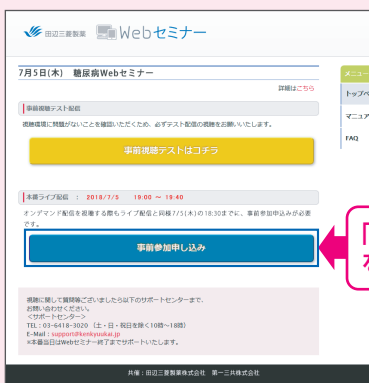 田辺三菱製薬 Webセミナー
7月5日(木) 糖尿病Webセミナー
詳細はこちら
事前視聴テスト配信
視聴環境に問題がないことを確認いただくため、必ずテスト配信の視聴をお願いいたします。
事前視聴テストはコチラ
本番ライブ配信 : 2018/7/5 19:00 ~ 19:40
オンデマンド配信を視聴する際もライブ配信と同様7/5(木)の18:30までに、事前参加申込みが必要
です。
事前参加申し込み
視聴に関して質問等ございましたら以下のサポートセンターまで、
お問い合わせください。
<サポートセンター>
TEL:03-6418-3020 (土・日・祝日を除く10時~18時)
E-Mail:support@kenkyuukai.jp
※本番当日はWebセミナー終了までサポートいたします。
共催:田辺三菱製薬株式会社 第一三共株式会社
メニュー
トップペ
マニュア
FAQ
を